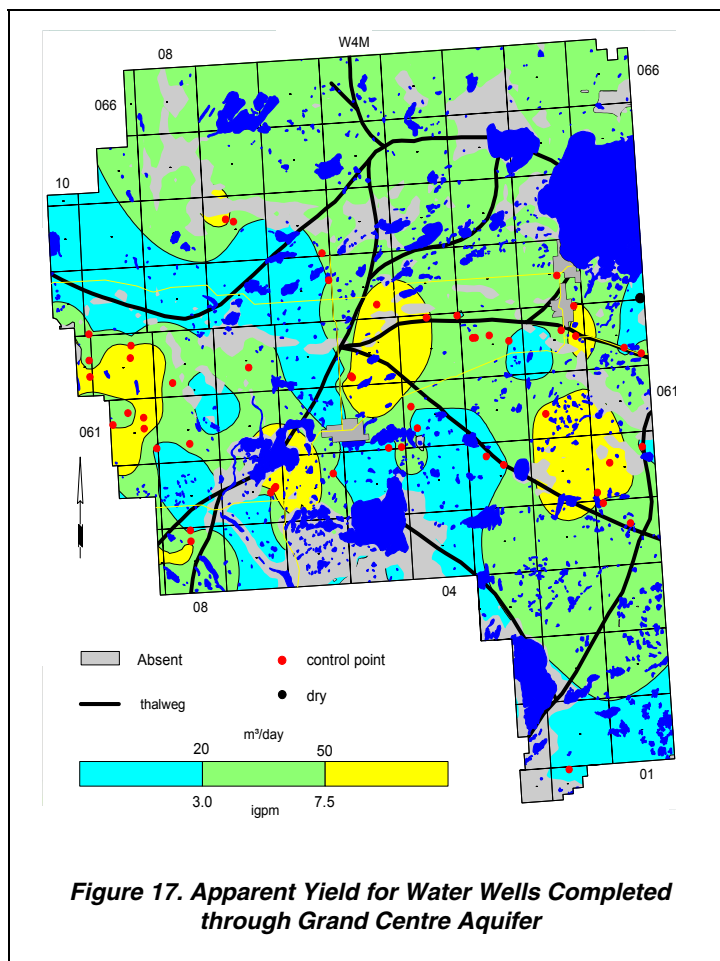 W4M
08
066
066
10
061
061
08
04
01
Absent
control point
thalweg
dry
m³/day
20
50
3.0
7.5
igpm
Figure 17. Apparent Yield for Water Wells Completed
through Grand Centre Aquifer